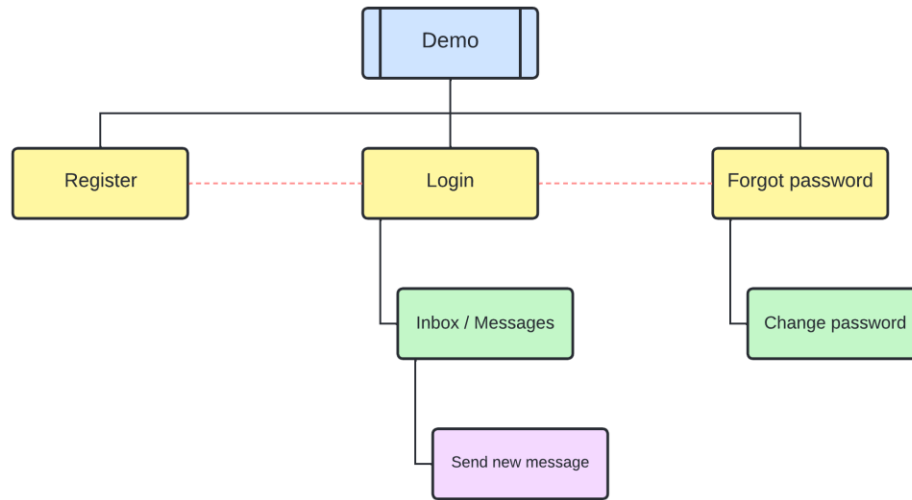 Demo
Register
Login
Forgot password
Inbox / Messages
Change password
Send new message